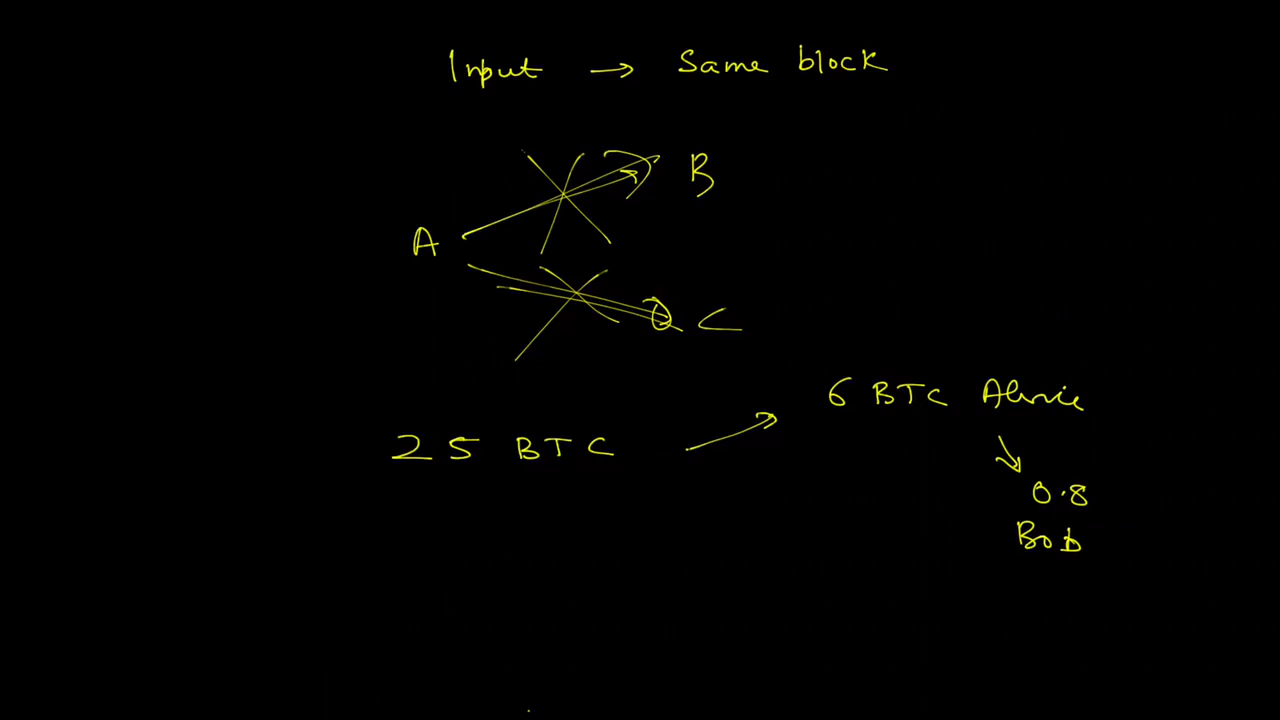 Input → Same block
B
A
C
6 BTC Alice
25 BTC
0.8
Bob